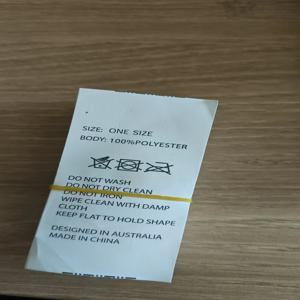 SIZE: ONE SIZE
BODY: 100%POLYESTER
DO NOT WASH
DO NOT DRY CLEAN
DO NOT IRON
WIPE CLEAN WITH DAMP
CLOTH
KEEP FLAT TO HOLD SHAPE
DESIGNED IN AUSTRALIA
MADE IN CHINA